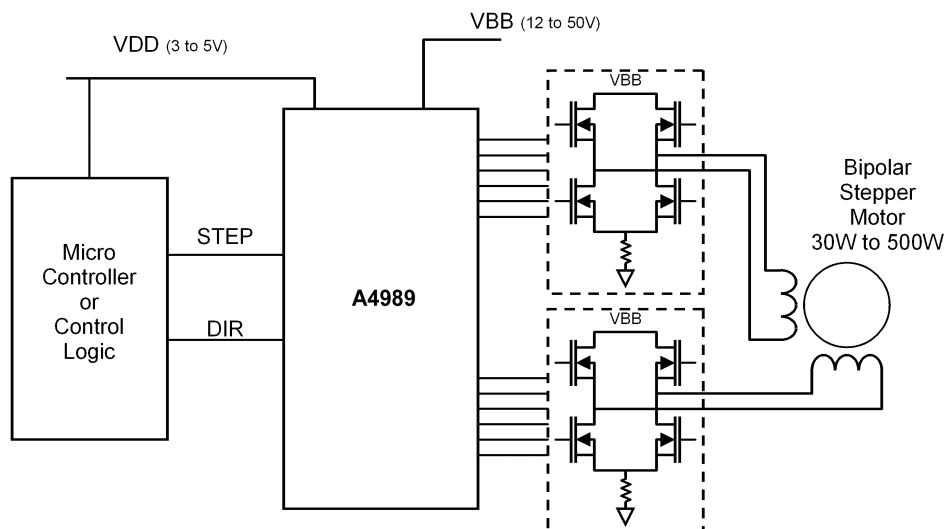 VBB (12 to 50V)
VDD (3 to 5V)
VBB
Bipolar
Stepper
Motor
30W to 500W
STEP
Micro
Controller
or
Control
Logic
A4989
DIR
VBB